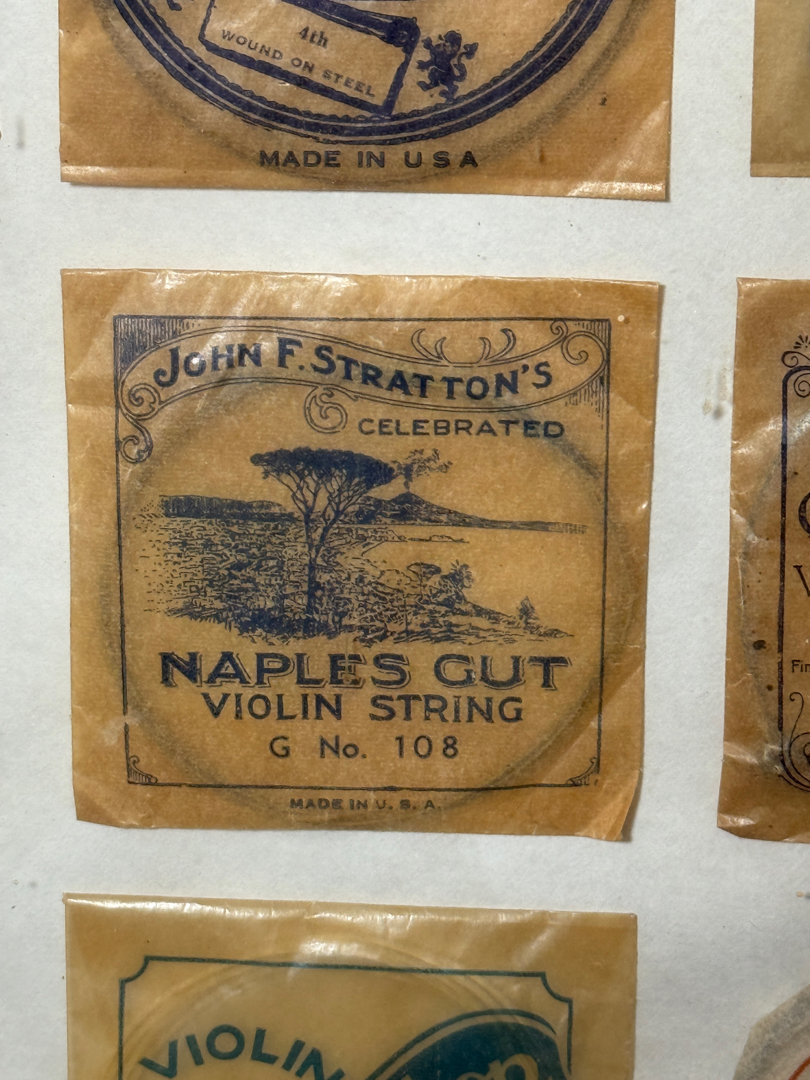 4th
WOUND ON STEEL
MADE IN USA
JOHN F. STRATTON'S
CELEBRATED
NAPLES GUT
VIOLIN STRING
G No. 108
MADE IN U. S. A.
VIOLIN